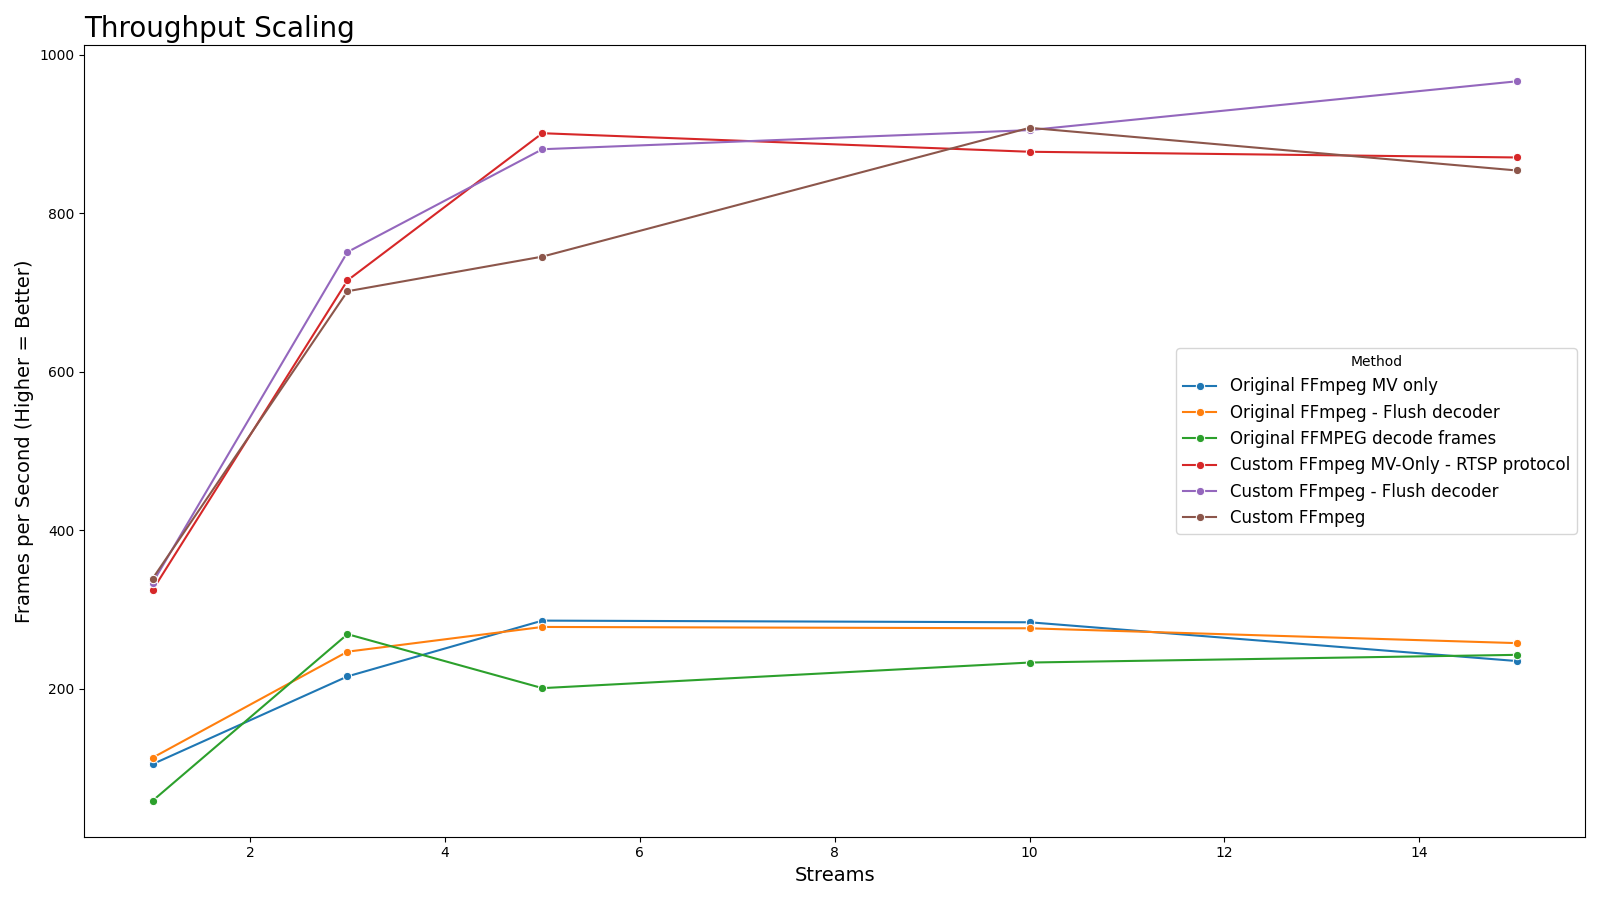 Throughput Scaling
Frames per Second (Higher = Better)
1000
800
600
400
200
Method
Original FFmpeg MV only
Original FFmpeg - Flush decoder
Original FFMPEG decode frames
Custom FFmpeg MV-Only - RTSP protocol
Custom FFmpeg - Flush decoder
Custom FFmpeg
2 4 6 8 10 12 14
Streams